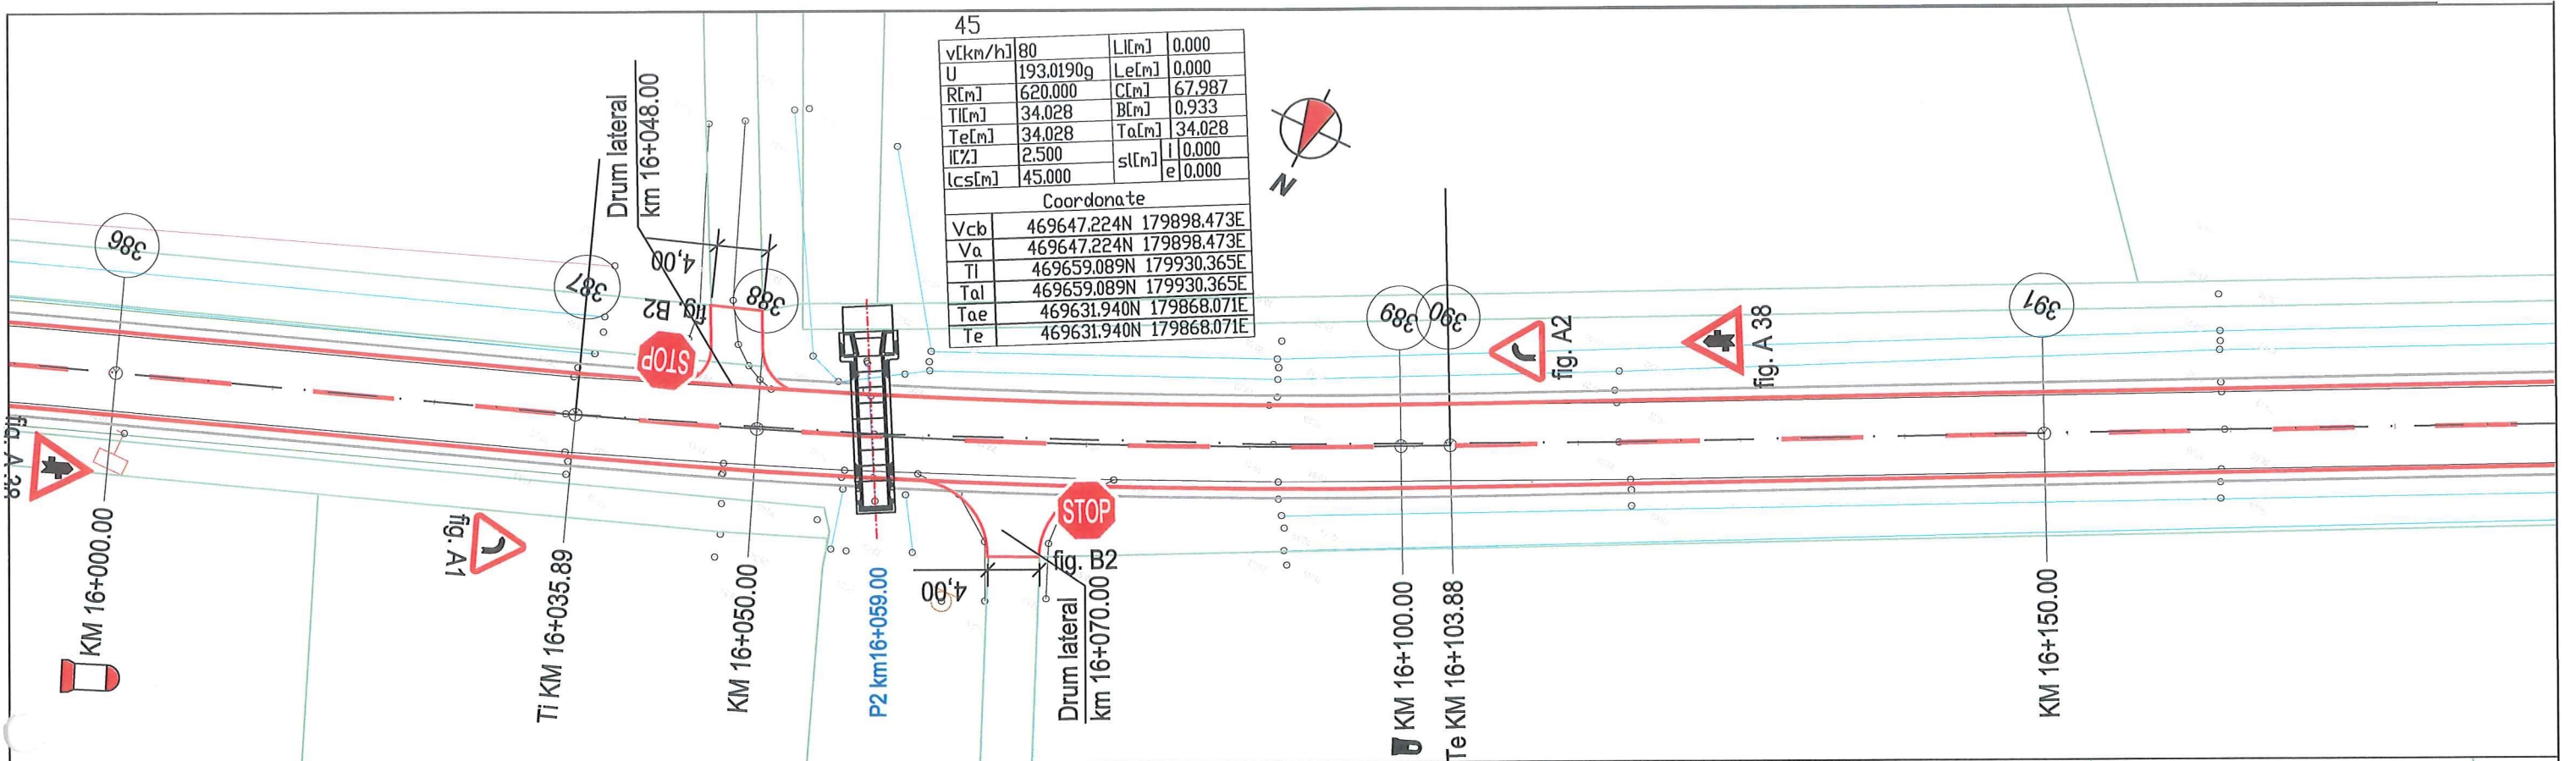 45
v[km/h] 80 Ll[m] 0.000
U 193.0190g Le[m] 0.000
R[m] 620.000 C[m] 67.987
Ti[m] 34.028 B[m] 0.933
Te[m] 34.028 Ta[m] 34.028
i[%] 2.500 sl[m] i 0.000
lcs[m] 45.000 e 0.000
Coordonate
Vcb 469647.224N 179898.473E
Va 469647.224N 179898.473E
Ti 469659.089N 179930.365E
Tai 469659.089N 179930.365E
Tae 469631.940N 179868.071E
Te 469631.940N 179868.071E
N
Drum lateral
km 16+048.00
4,00
386
387
388
389
390
391
fig. B2
STOP
fig. A2
fig. A 38
fig. A 38
fig. A1
STOP
fig. B2
4,00
Drum lateral
km 16+070.00
KM 16+000.00
Ti KM 16+035.89
KM 16+050.00
P2 km16+059.00
KM 16+100.00
Te KM 16+103.88
KM 16+150.00